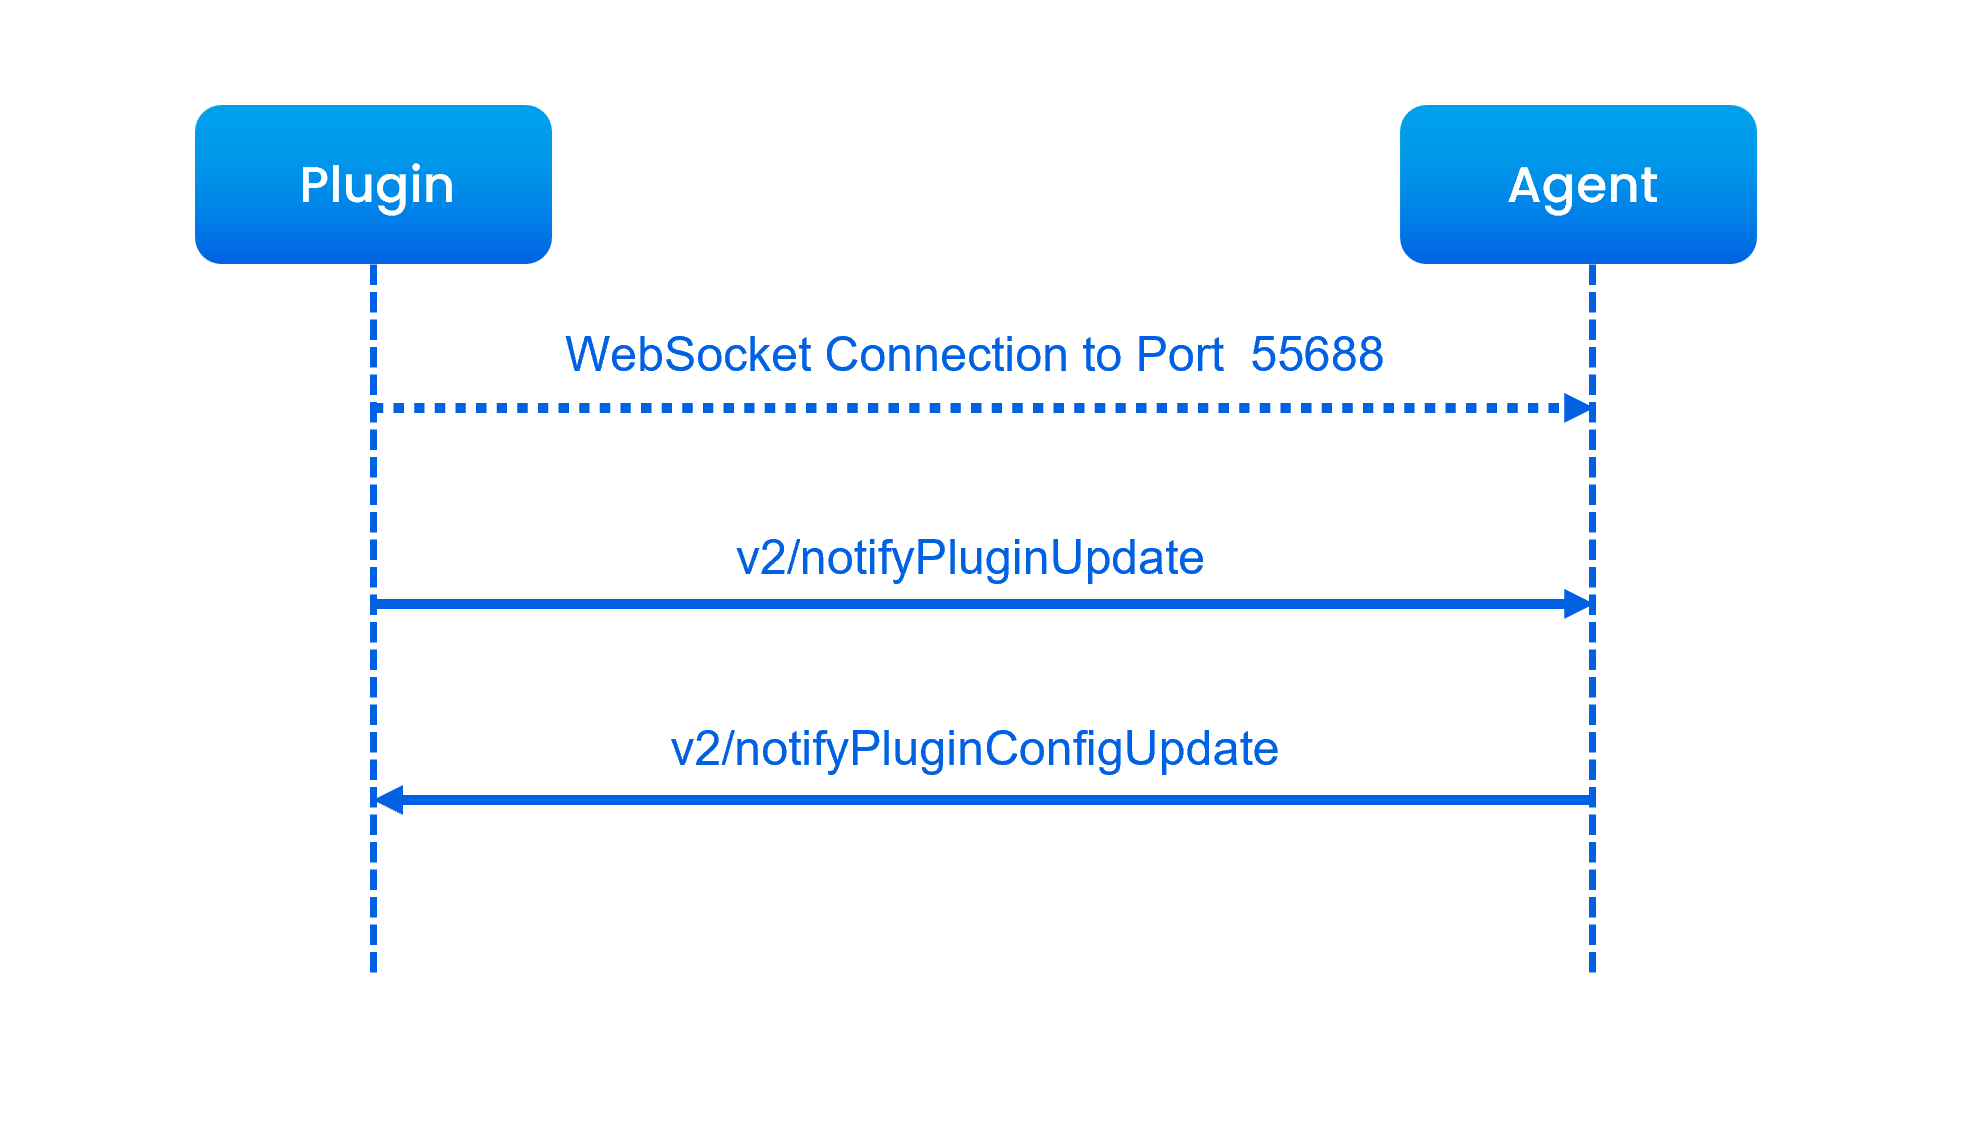 Plugin
Agent
WebSocket Connection to Port  55688
v2/notifyPluginUpdate
v2/notifyPluginConfigUpdate